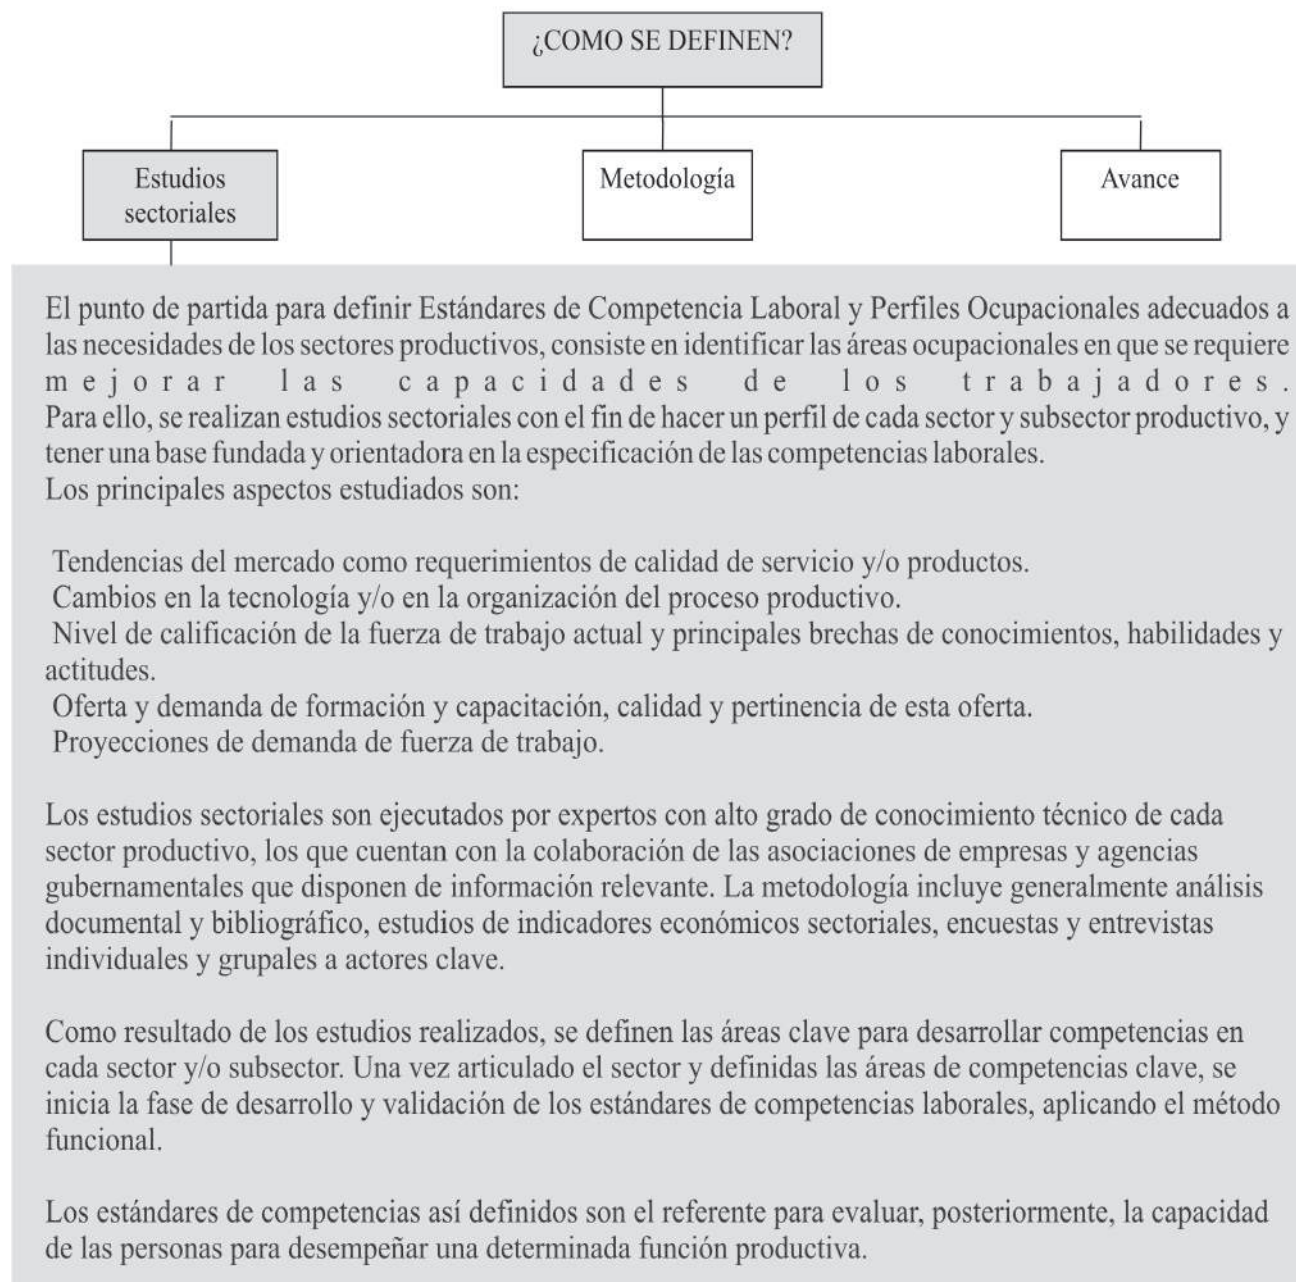 ¿COMO SE DEFINEN?
Estudios
sectoriales
Metodología
Avance
El punto de partida para definir Estándares de Competencia Laboral y Perfiles Ocupacionales adecuados a
las necesidades de los sectores productivos, consiste en identificar las áreas ocupacionales en que se requiere
mejorar las capacidades de los trabajadores.
Para ello, se realizan estudios sectoriales con el fin de hacer un perfil de cada sector y subsector productivo, y
tener una base fundada y orientadora en la especificación de las competencias laborales.
Los principales aspectos estudiados son:
Tendencias del mercado como requerimientos de calidad de servicio y/o productos.
Cambios en la tecnología y/o en la organización del proceso productivo.
Nivel de calificación de la fuerza de trabajo actual y principales brechas de conocimientos, habilidades y
actitudes.
Oferta y demanda de formación y capacitación, calidad y pertinencia de esta oferta.
Proyecciones de demanda de fuerza de trabajo.
Los estudios sectoriales son ejecutados por expertos con alto grado de conocimiento técnico de cada
sector productivo, los que cuentan con la colaboración de las asociaciones de empresas y agencias
gubernamentales que disponen de información relevante. La metodología incluye generalmente análisis
documental y bibliográfico, estudios de indicadores económicos sectoriales, encuestas y entrevistas
individuales y grupales a actores clave.
Como resultado de los estudios realizados, se definen las áreas clave para desarrollar competencias en
cada sector y/o subsector. Una vez articulado el sector y definidas las áreas de competencias clave, se
inicia la fase de desarrollo y validación de los estándares de competencias laborales, aplicando el método
funcional.
Los estándares de competencias así definidos son el referente para evaluar, posteriormente, la capacidad
de las personas para desempeñar una determinada función productiva.